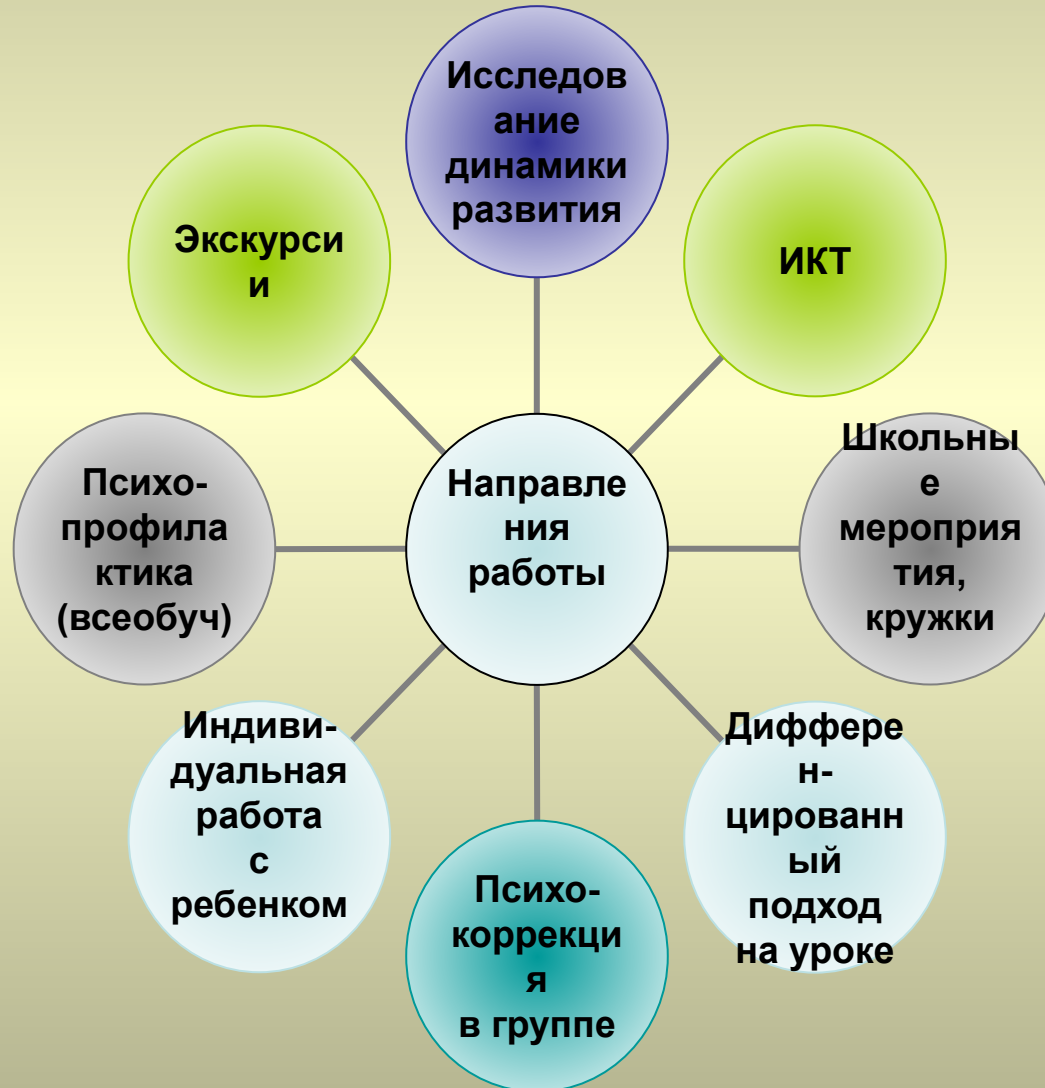 Исследов
ание
динамики
развития
Экскурси
и
ИКТ
Психо-
профила
ктика
(всеобуч)
Направле
ния
работы
Школьны
е
мероприя
тия,
кружки
Индиви-
дуальная
работа
с
ребенком
Психо-
коррекци
я
в группе
Дифферен
н-
цированн
ый
подход
на уроке